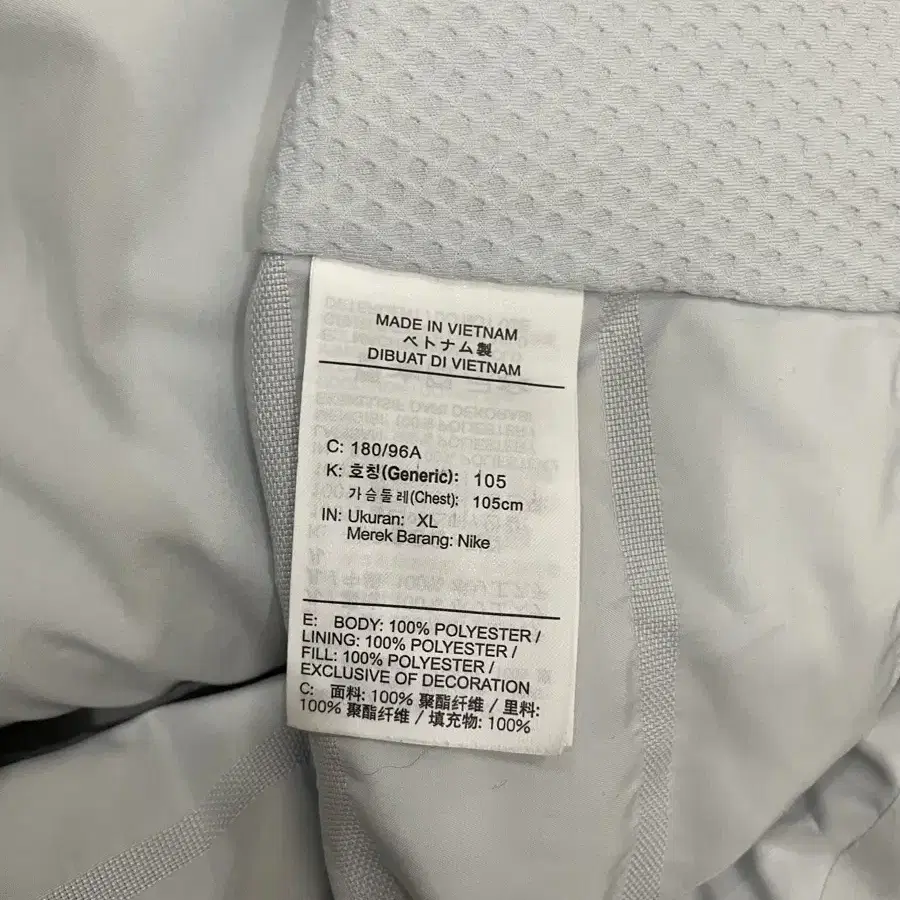 MADE IN VIETNAM
ベトナム製
DIBUAT DI VIETNAM
C: 180/96A
K: 호칭(Generic): 105
가슴둘레(Chest): 105cm
IN: Ukuran: XL
Merek Barang: Nike
E: BODY: 100% POLYESTER /
LINING: 100% POLYESTER /
FILL: 100% POLYESTER /
EXCLUSIVE OF DECORATION
C: 面料: 100% 聚酯纤维 / 里料:
100% 聚酯纤维 / 填充物: 100%